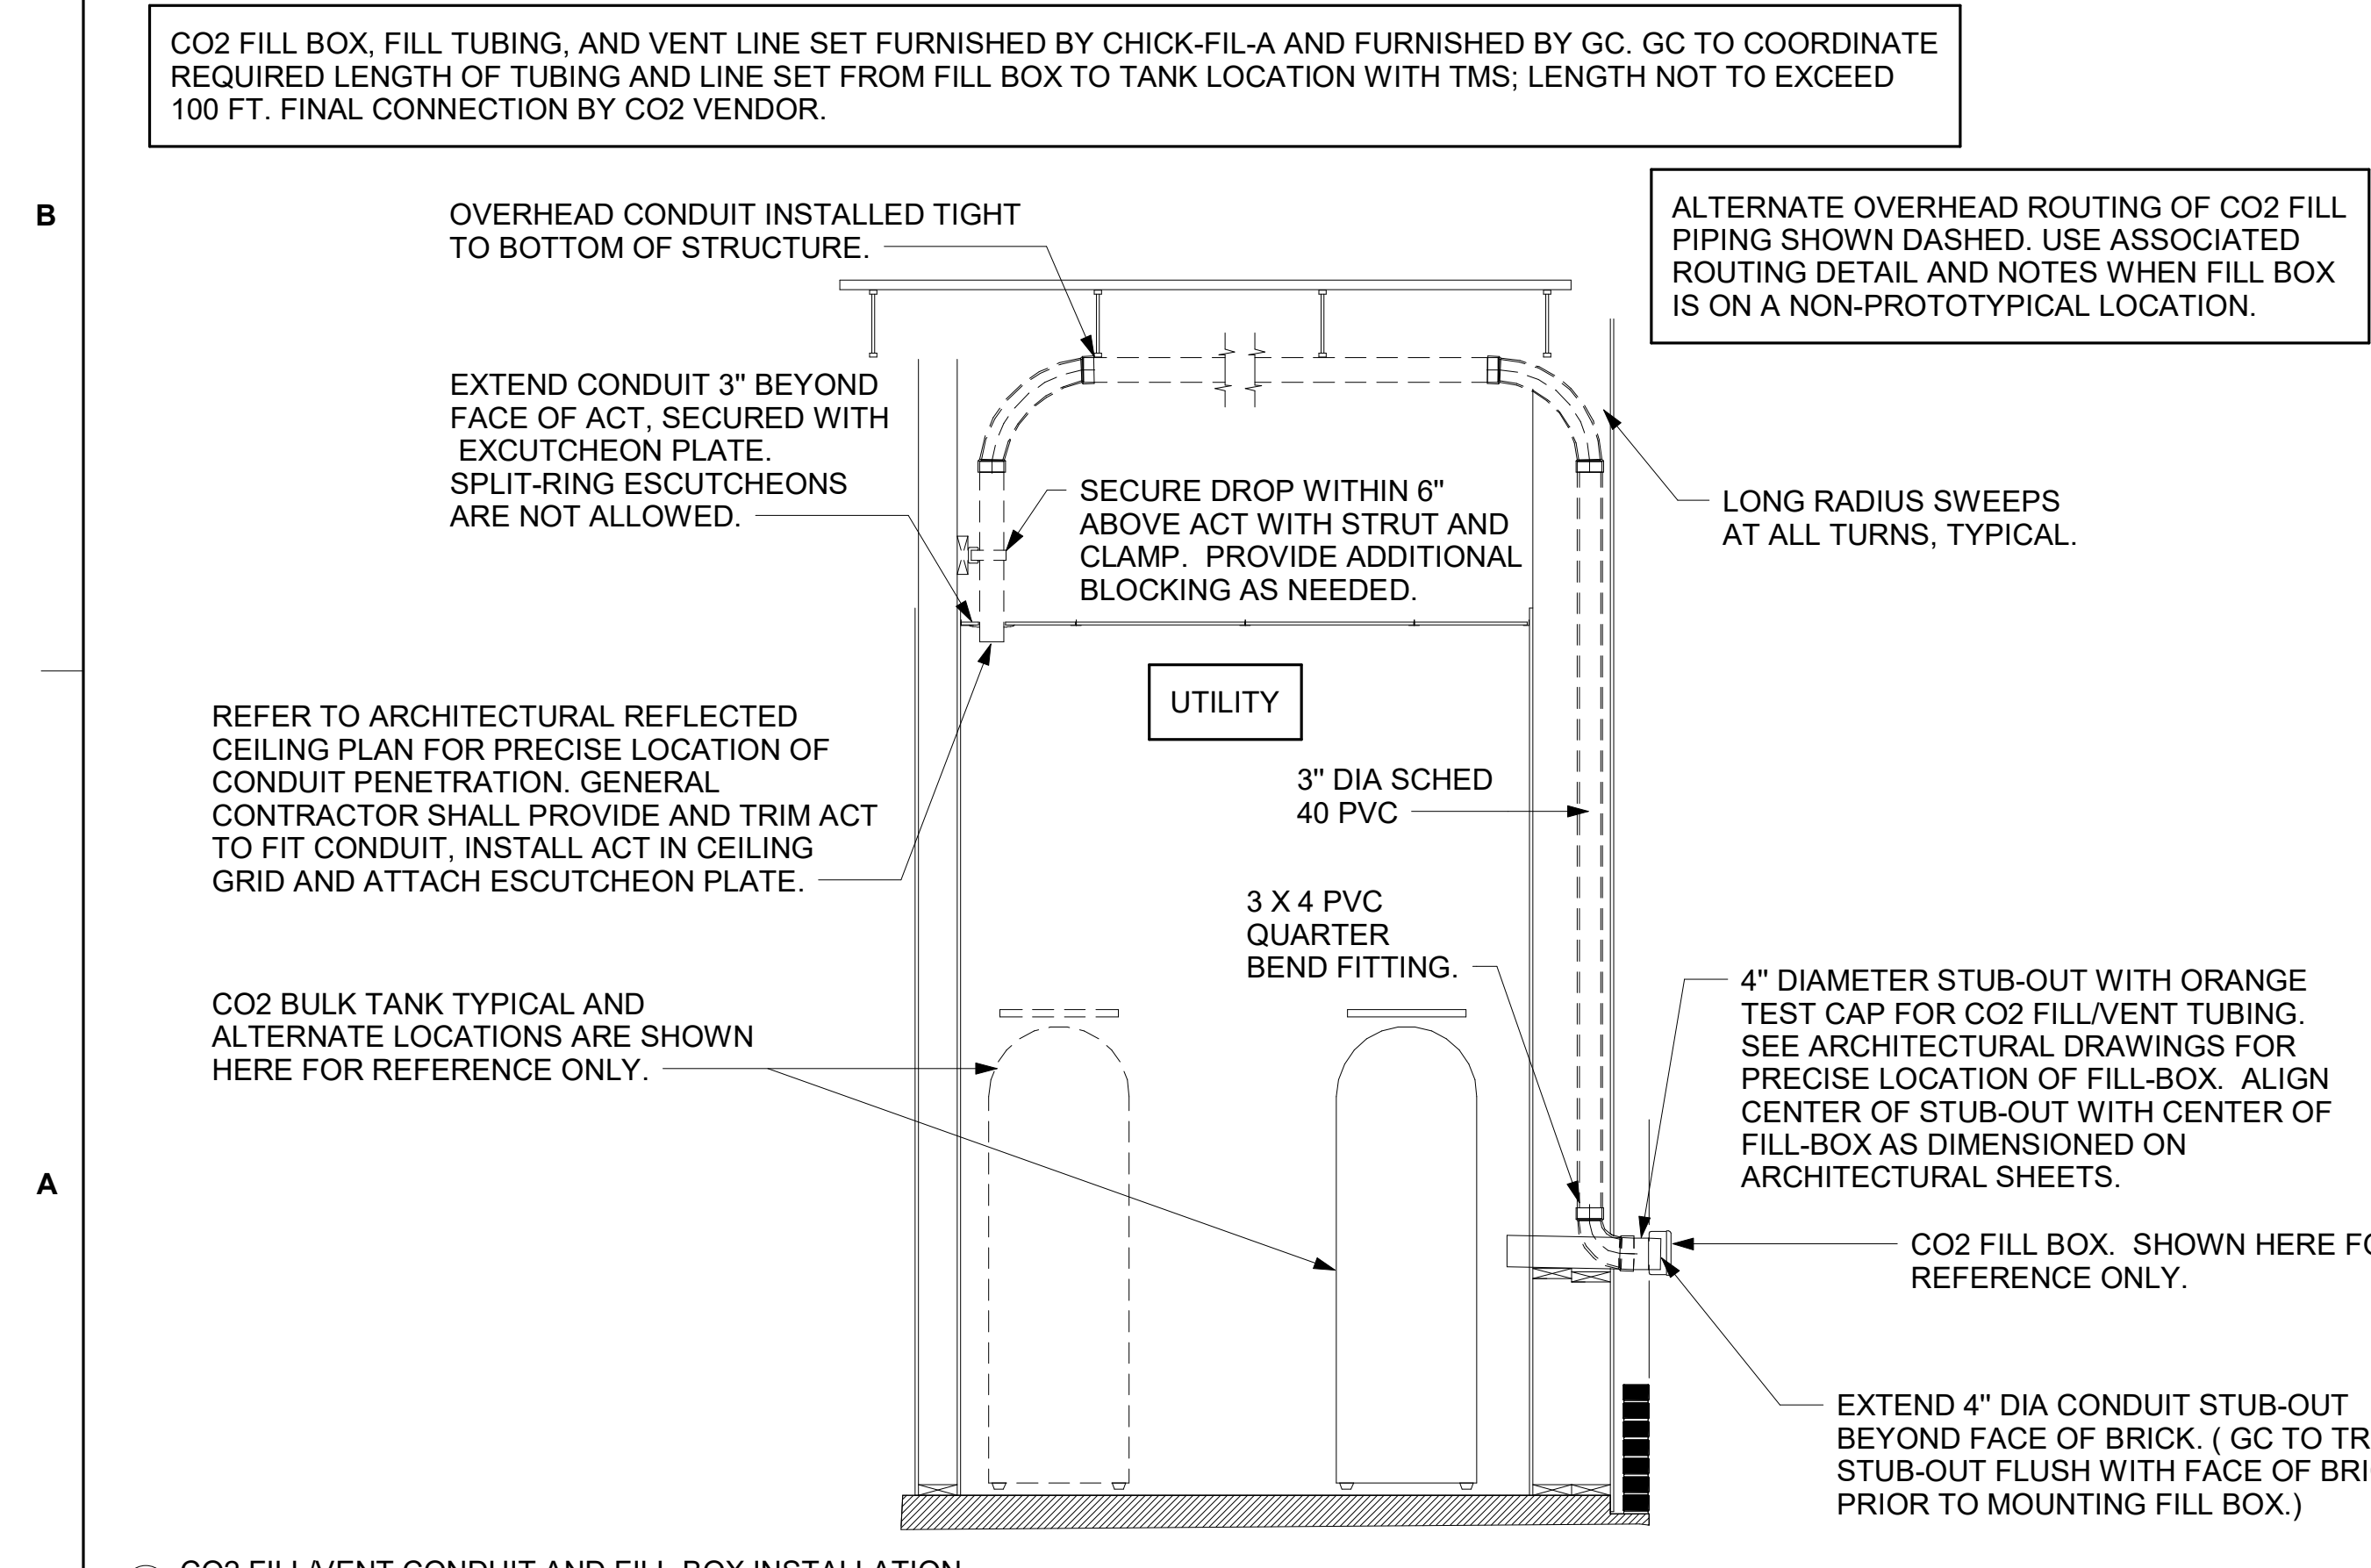 CO2 FILL BOX, FILL TUBING, AND VENT LINE SET FURNISHED BY CHICK-FIL-A AND FURNISHED BY GC. GC TO COORDINATE
REQUIRED LENGTH OF TUBING AND LINE SET FROM FILL BOX TO TANK LOCATION WITH TMS; LENGTH NOT TO EXCEED
100 FT. FINAL CONNECTION BY CO2 VENDOR.
B
OVERHEAD CONDUIT INSTALLED TIGHT
TO BOTTOM OF STRUCTURE.
ALTERNATE OVERHEAD ROUTING OF CO2 FILL
PIPING SHOWN DASHED. USE ASSOCIATED
ROUTING DETAIL AND NOTES WHEN FILL BOX
IS ON A NON-PROTOTYPICAL LOCATION.
EXTEND CONDUIT 3" BEYOND
FACE OF ACT, SECURED WITH
EXCUTCHEON PLATE.
SPLIT-RING ESCUTCHEONS
ARE NOT ALLOWED.
SECURE DROP WITHIN 6"
ABOVE ACT WITH STRUT AND
CLAMP. PROVIDE ADDITIONAL
BLOCKING AS NEEDED.
LONG RADIUS SWEEPS
AT ALL TURNS, TYPICAL.
UTILITY
REFER TO ARCHITECTURAL REFLECTED
CEILING PLAN FOR PRECISE LOCATION OF
CONDUIT PENETRATION. GENERAL
CONTRACTOR SHALL PROVIDE AND TRIM ACT
TO FIT CONDUIT, INSTALL ACT IN CEILING
GRID AND ATTACH ESCUTCHEON PLATE.
3" DIA SCHED
40 PVC
3 X 4 PVC
QUARTER
BEND FITTING.
CO2 BULK TANK TYPICAL AND
ALTERNATE LOCATIONS ARE SHOWN
HERE FOR REFERENCE ONLY.
4" DIAMETER STUB-OUT WITH ORANGE
TEST CAP FOR CO2 FILL/VENT TUBING.
SEE ARCHITECTURAL DRAWINGS FOR
PRECISE LOCATION OF FILL-BOX. ALIGN
CENTER OF STUB-OUT WITH CENTER OF
FILL-BOX AS DIMENSIONED ON
ARCHITECTURAL SHEETS.
A
CO2 FILL BOX. SHOWN HERE
REFERENCE ONLY.
EXTEND 4" DIA CONDUIT STUB-OUT
BEYOND FACE OF BRICK. ( GC TO
STUB-OUT FLUSH WITH FACE OF
PRIOR TO MOUNTING FILL BOX.)
CO2 FILL/VENT CONDUIT AND FILL BOX INSTALLATION